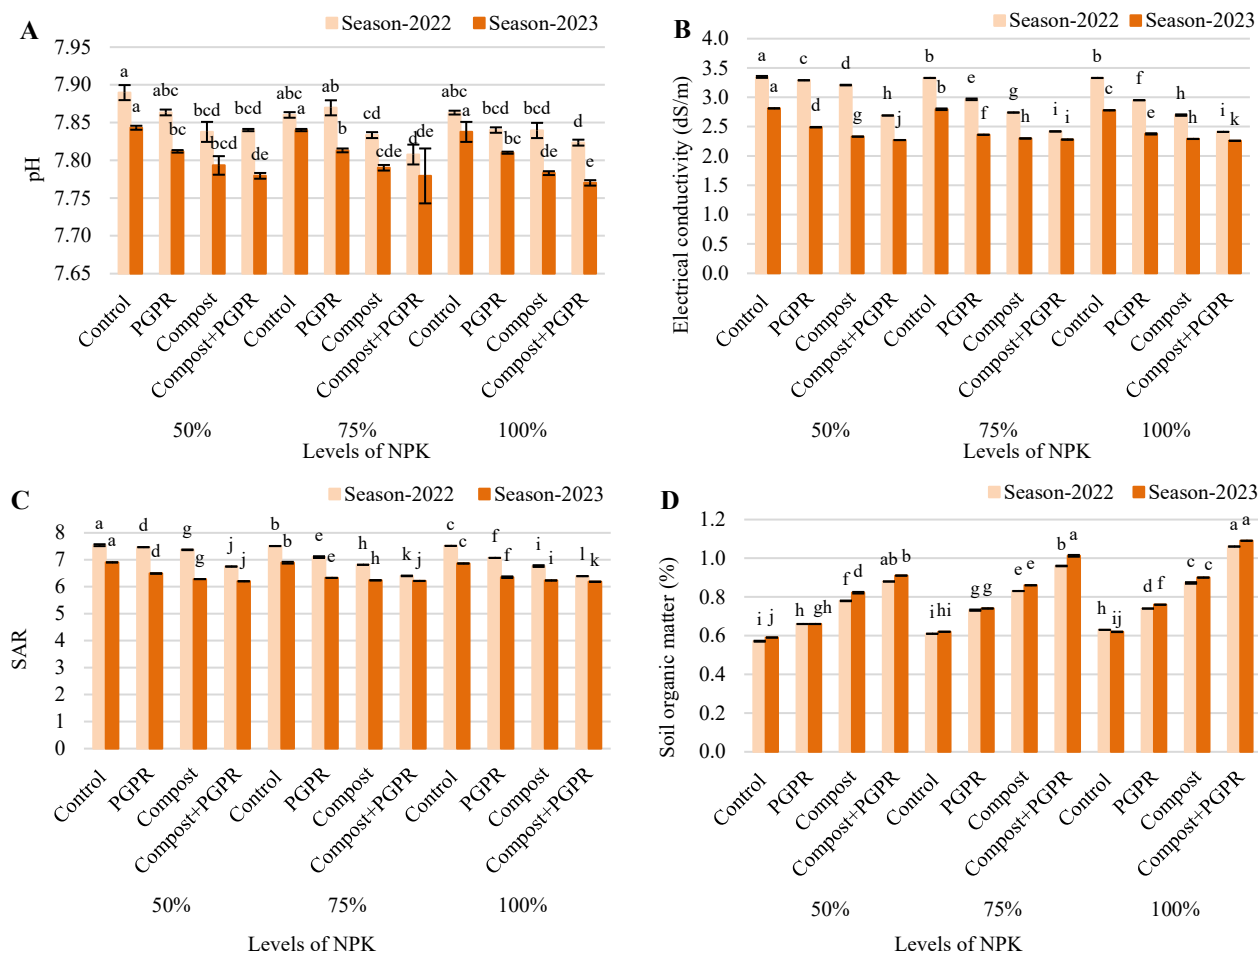 A
Season-2022 Season-2023
pH
7.95
7.90
7.85
7.80
7.75
7.70
7.65
a a abc bc bcd bcd bcd de abc a ab b cd cde d de abc a bcd bc bcd de d e
Control PGPR Compost Compost+PGPR Control PGPR Compost Compost+PGPR Control PGPR Compost Compost+PGPR
50% 75% 100%
Levels of NPK
B
Season-2022 Season-2023
Electrical conductivity (dS/m)
4.0
3.5
3.0
2.5
2.0
1.5
1.0
0.5
0.0
a a c d d g h j b b e f g h i i b c f e h i i k
Control PGPR Compost Compost+PGPR Control PGPR Compost Compost+PGPR Control PGPR Compost Compost+PGPR
50% 75% 100%
Levels of NPK
C
Season-2022 Season-2023
SAR
8
7
6
5
4
3
2
1
0
a a d d g g j j b b e e h h k j c c f f i i l k
Control PGPR Compost Compost+PGPR Control PGPR Compost Compost+PGPR Control PGPR Compost Compost+PGPR
50% 75% 100%
Levels of NPK
D
Season-2022 Season-2023
Soil organic matter (%)
1.2
1.0
0.8
0.6
0.4
0.2
0.0
i j h gh f d ab b i hi g g e e b a h ij d f c c a a
Control PGPR Compost Compost+PGPR Control PGPR Compost Compost+PGPR Control PGPR Compost Compost+PGPR
50% 75% 100%
Levels of NPK